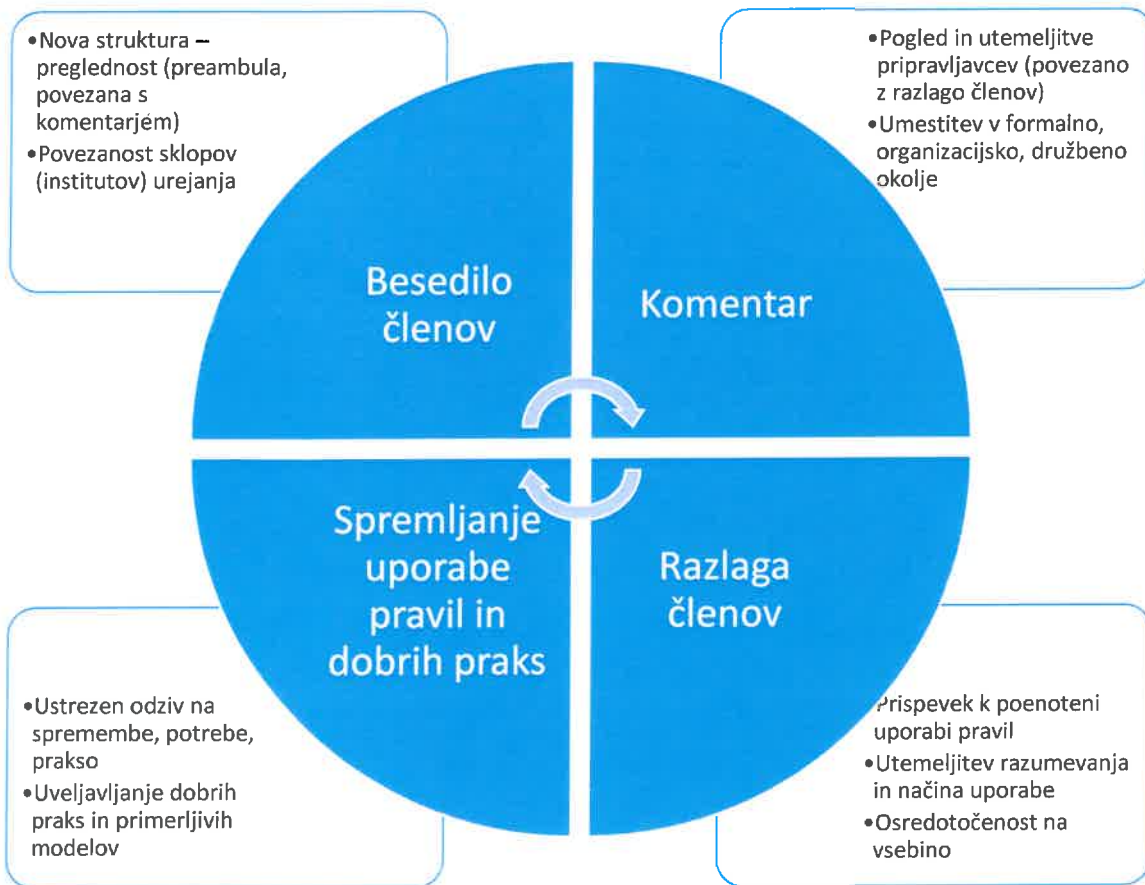 •Nova struktura –
preglednost (preambula,
povezana s
komentarjem)
•Povezanost sklopov
(institutov) urejanja
•Pogled in utemeljitve
pripravljavcev (povezano
z razlago členov)
•Umestitev v formalno,
organizacijsko, družbeno
okolje
Besedilo
členov
Komentar
Spremljanje
uporabe
pravil in
dobrih praks
Razlaga
členov
•Ustrezen odziv na
spremembe, potrebe,
prakso
•Uveljavljanje dobrih
praks in primerljivih
modelov
•Prispevek k poenoteni
uporabi pravil
•Utemeljitev razumevanja
in načina uporabe
•Osredotočenost na
vsebino